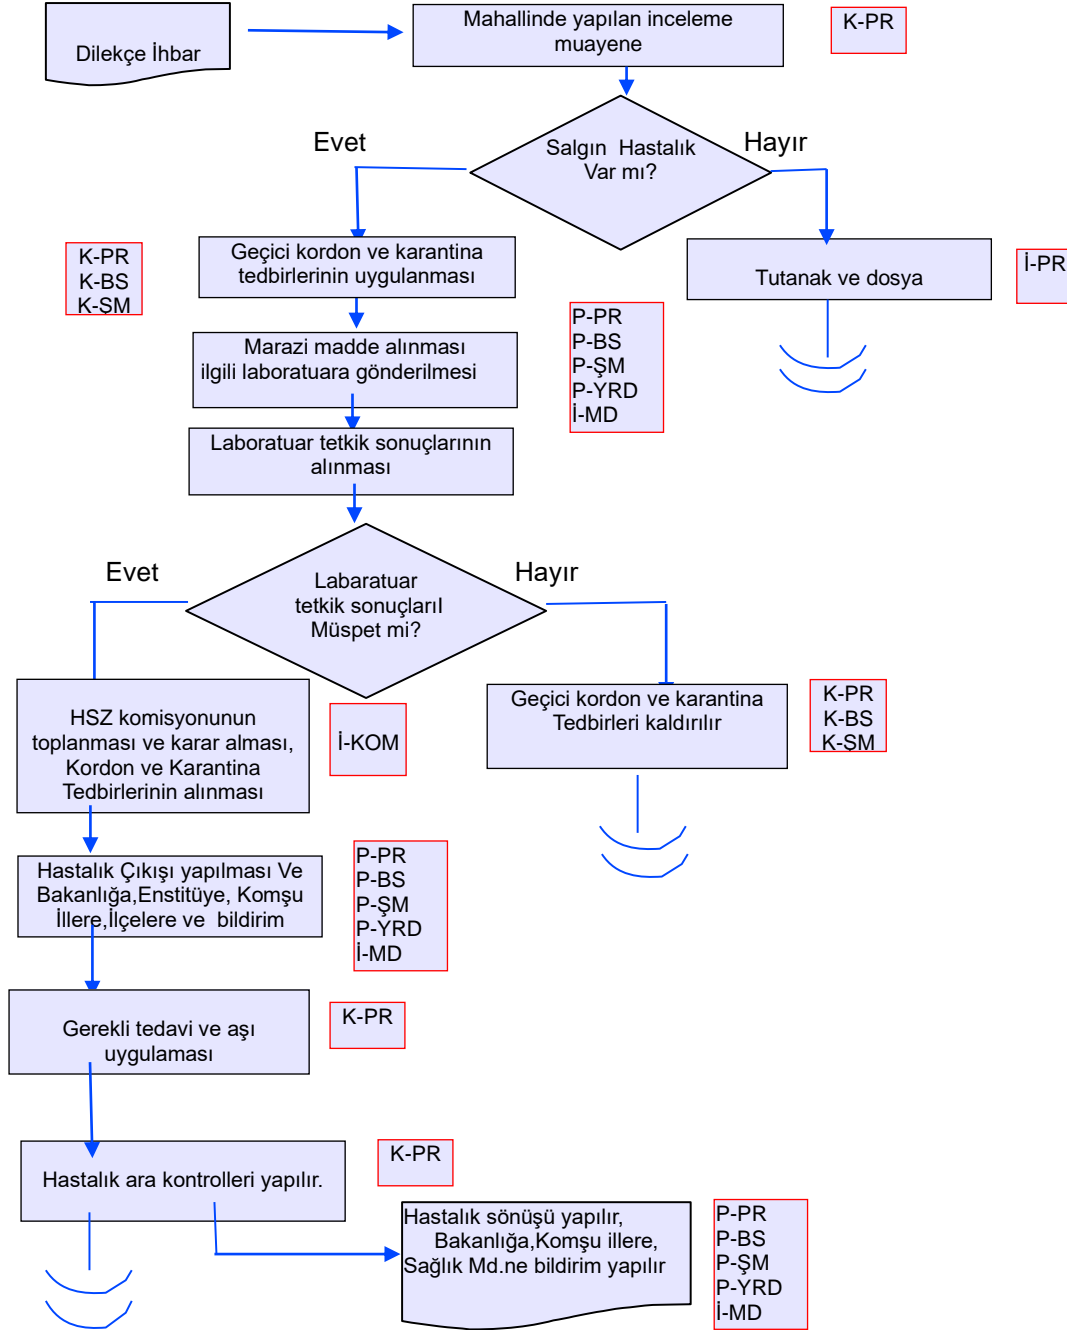 Dilekçe İhbar
Mahallinde yapılan inceleme
muayene
K-PR
Evet
Salgın Hastalık
Var mı?
Hayır
K-PR
K-BS
K-ŞM
Geçici kordon ve karantina
tedbirlerinin uygulanması
Tutanak ve dosya
İ-PR
P-PR
P-BS
P-ŞM
P-YRD
İ-MD
Marazi madde alınması
ilgili laboratuara gönderilmesi
Laboratuar tetkik sonuçlarının
alınması
Evet
Labaratuar
tetkik sonuçlarıl
Müspet mi?
Hayır
HSZ komisyonunun
toplanması ve karar alması,
Kordon ve Karantina
Tedbirlerinin alınması
İ-KOM
Geçici kordon ve karantina
Tedbirleri kaldırılır
K-PR
K-BS
K-ŞM
Hastalık Çıkışı yapılması Ve
Bakanlığa,Enstitüye, Komşu
İllere,İlçelere ve bildirim
P-PR
P-BS
P-ŞM
P-YRD
İ-MD
Gerekli tedavi ve aşı
uygulaması
K-PR
Hastalık ara kontrolleri yapılır.
K-PR
Hastalık sönüşü yapılır,
Bakanlığa,Komşu illere,
Sağlık Md.ne bildirim yapılır
P-PR
P-BS
P-ŞM
P-YRD
İ-MD